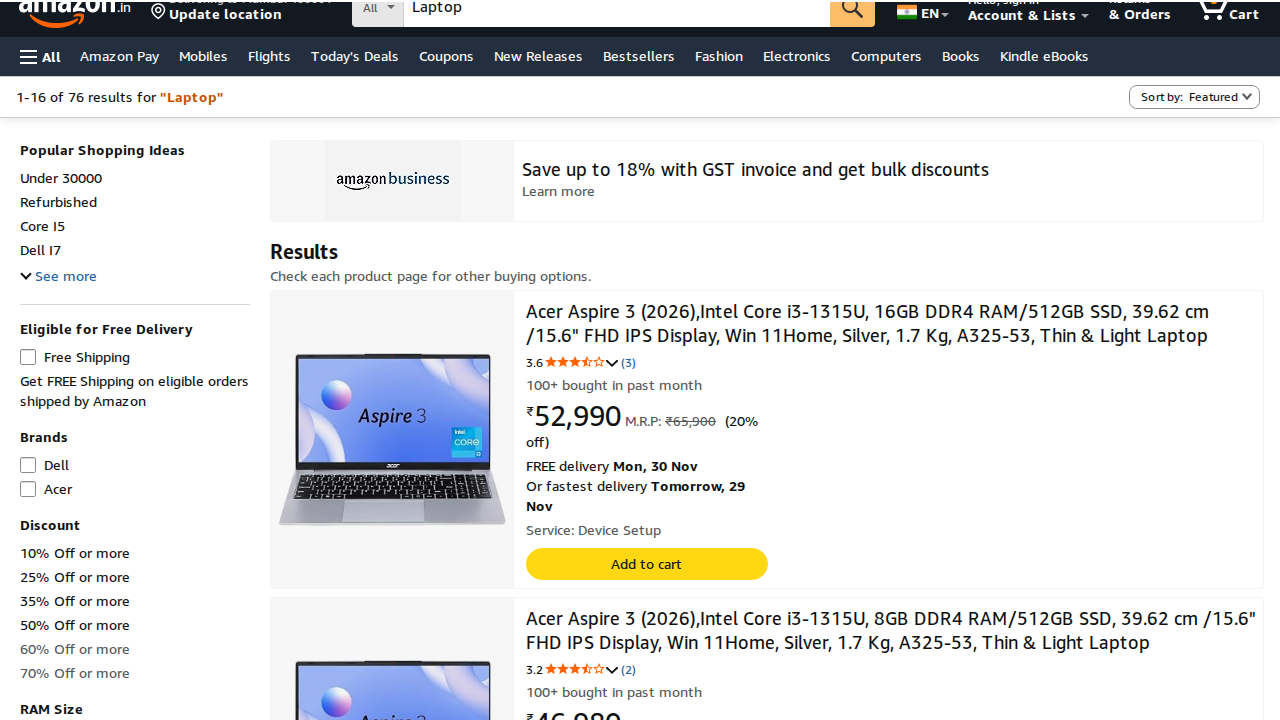 amazon.in
Update location
All
Laptop
EN
Account & Lists
& Orders
Cart
All
Amazon Pay
Mobiles
Flights
Today's Deals
Coupons
New Releases
Bestsellers
Fashion
Electronics
Computers
Books
Kindle eBooks
1-16 of 76 results for "Laptop"
Sort by: Featured
Popular Shopping Ideas
Under 30000
Refurbished
Core I5
Dell I7
See more
Eligible for Free Delivery
Free Shipping
Get FREE Shipping on eligible orders
shipped by Amazon
Brands
Dell
Acer
Discount
10% Off or more
25% Off or more
35% Off or more
50% Off or more
60% Off or more
70% Off or more
RAM Size
amazon business
Save up to 18% with GST invoice and get bulk discounts
Learn more
Results
Check each product page for other buying options.
Aspire 3
intel
CORE
i3
acer
Acer Aspire 3 (2026),Intel Core i3-1315U, 16GB DDR4 RAM/512GB SSD, 39.62 cm
/15.6" FHD IPS Display, Win 11Home, Silver, 1.7 Kg, A325-53, Thin & Light Laptop
3.6 (3)
100+ bought in past month
₹52,990 M.R.P: ₹65,900 (20%
off)
FREE delivery Mon, 30 Nov
Or fastest delivery Tomorrow, 29
Nov
Service: Device Setup
Add to cart
Acer Aspire 3 (2026),Intel Core i3-1315U, 8GB DDR4 RAM/512GB SSD, 39.62 cm /15.6"
FHD IPS Display, Win 11Home, Silver, 1.7 Kg, A325-53, Thin & Light Laptop
3.2 (2)
100+ bought in past month
₹46,980